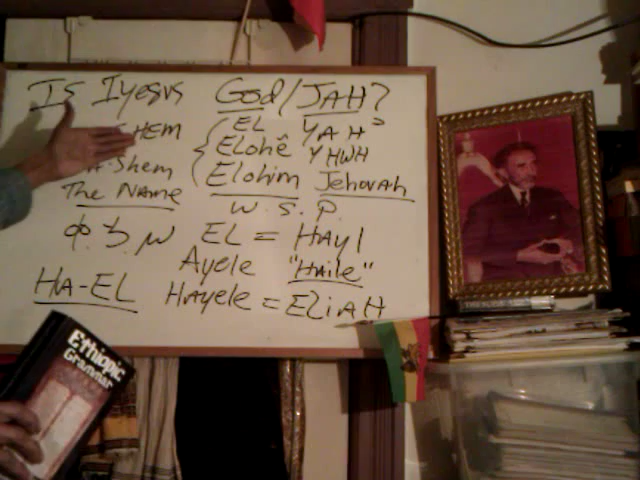 Is Iyesus God/JAH?
HEM { EL YAH
Shem Elohê YHWH
The Name Elohim Jehovah
W.S.P.
EL = HAYL
Ayele "Haile"
HA-EL Hayele = ELiAH
Ethiopic
Grammar